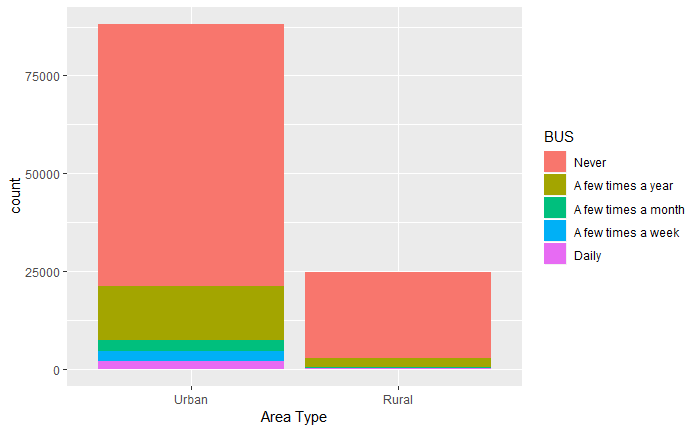 75000
50000
25000
0
count
Urban
Rural
Area Type
BUS
Never
A few times a year
A few times a month
A few times a week
Daily